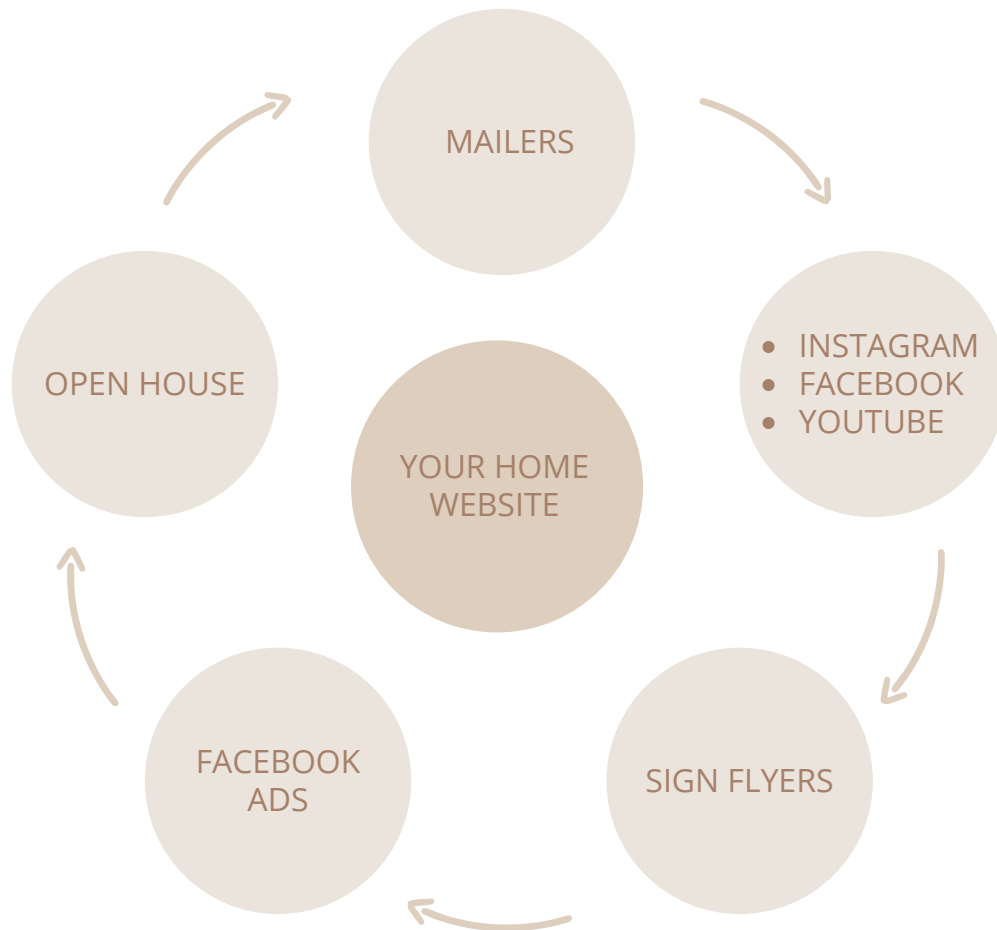 MAILERS
• INSTAGRAM
• FACEBOOK
• YOUTUBE
OPEN HOUSE
YOUR HOME
WEBSITE
FACEBOOK
ADS
SIGN FLYERS